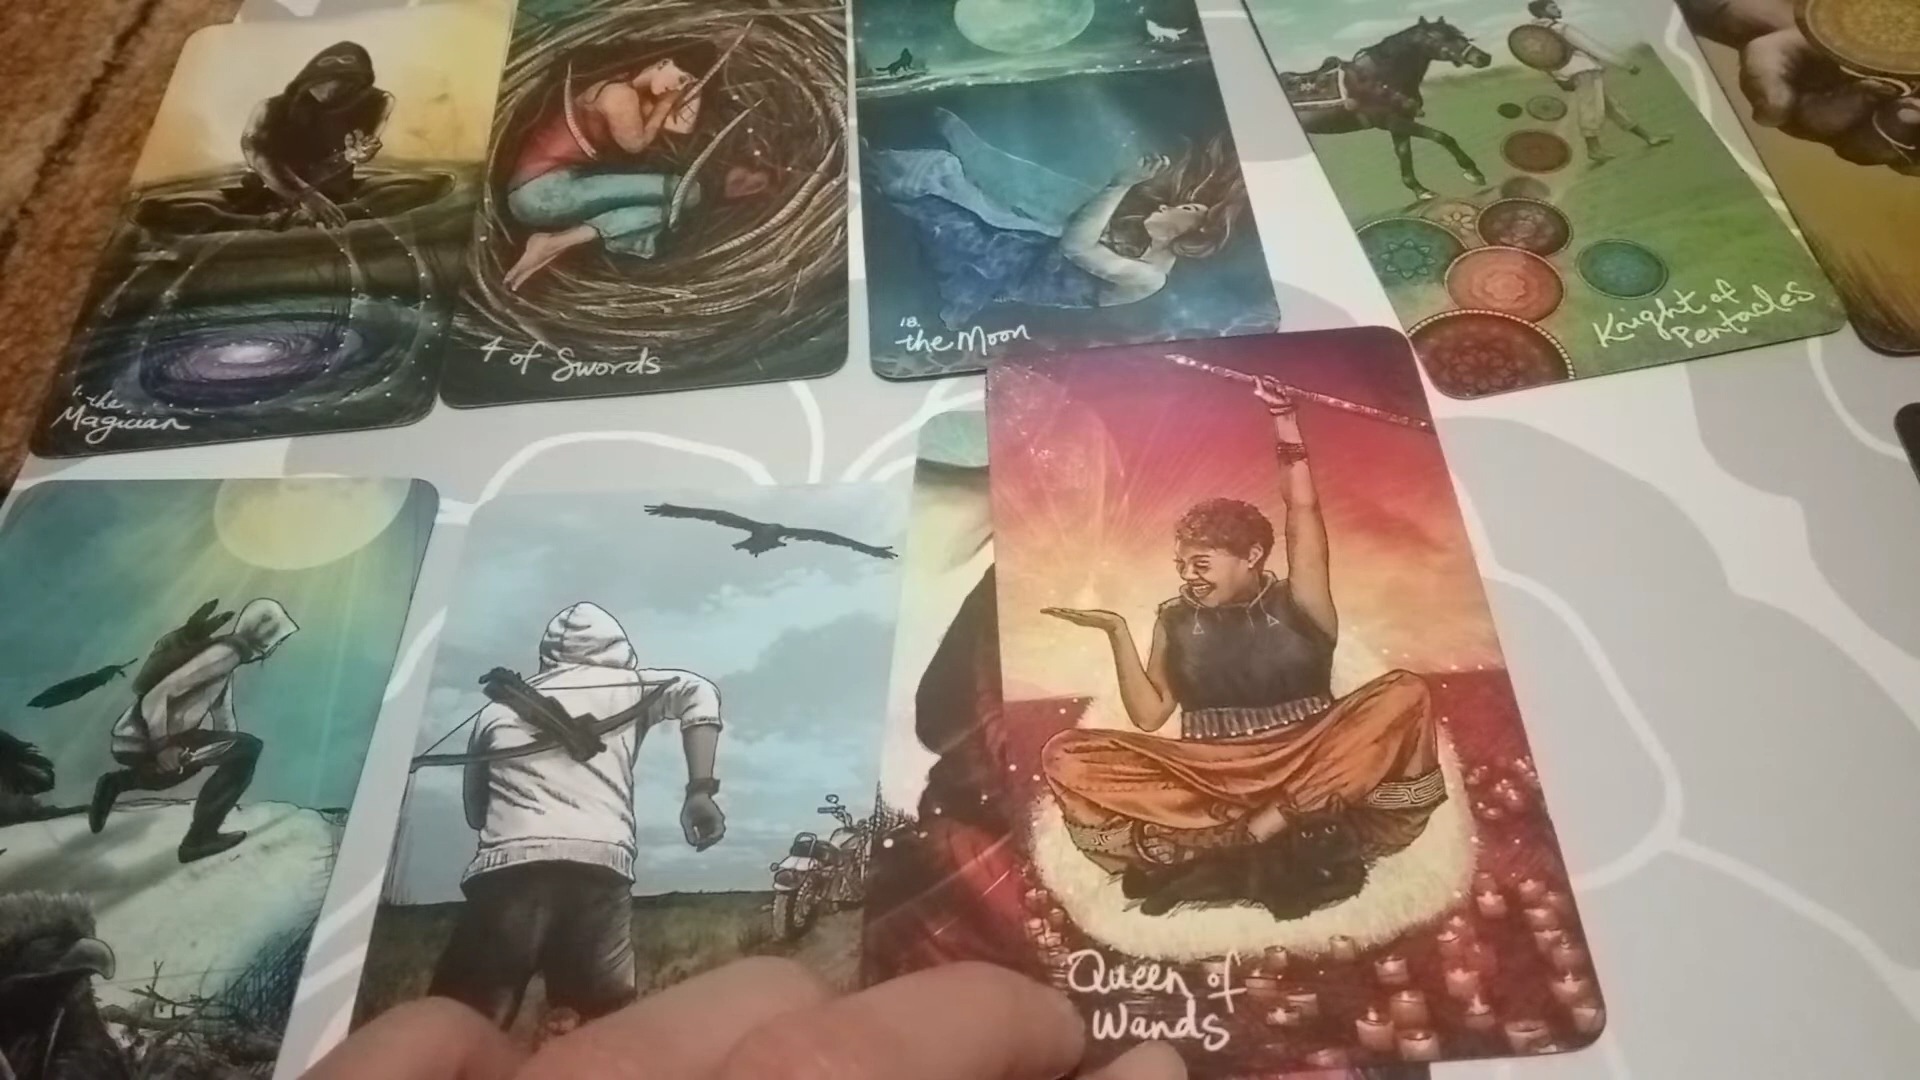 1. the
Magician
4 of Swords
18.
the Moon
Knight of
Pentacles
Queen of
Wands